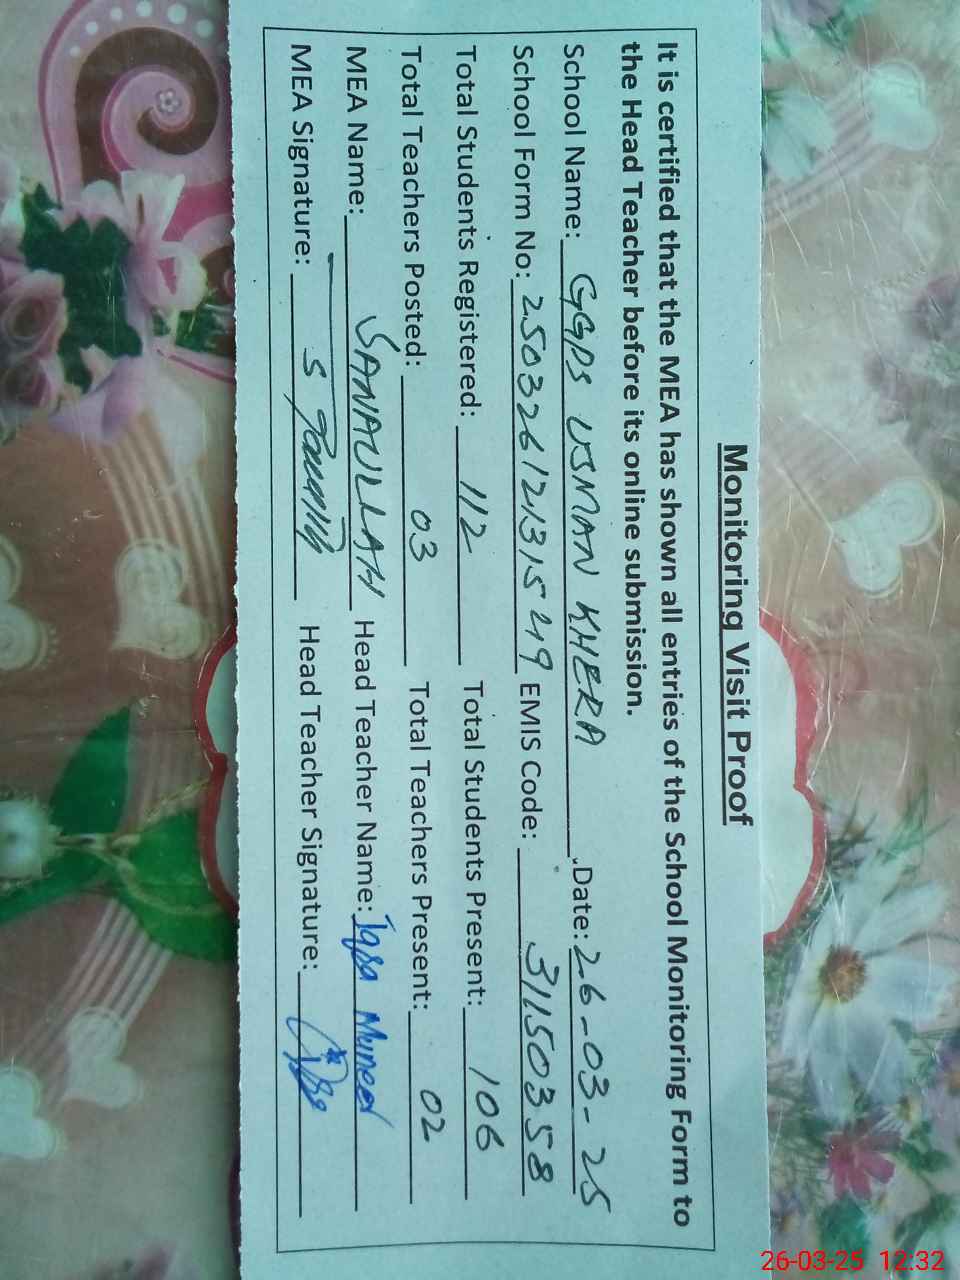 Monitoring Visit Proof
It is certified that the MEA has shown all entries of the School Monitoring Form to
the Head Teacher before its online submission.
School Name: GGPS USMAN KHERA Date: 26-03-25
School Form No: 25032612131549 EMIS Code: 31150358
Total Students Registered: 112 Total Students Present: 106
Total Teachers Posted: 03 Total Teachers Present: 02
MEA Name: SANAULLAH Head Teacher Name: Iqra Muneer
MEA Signature: Head Teacher Signature:
26-03-25 12:32